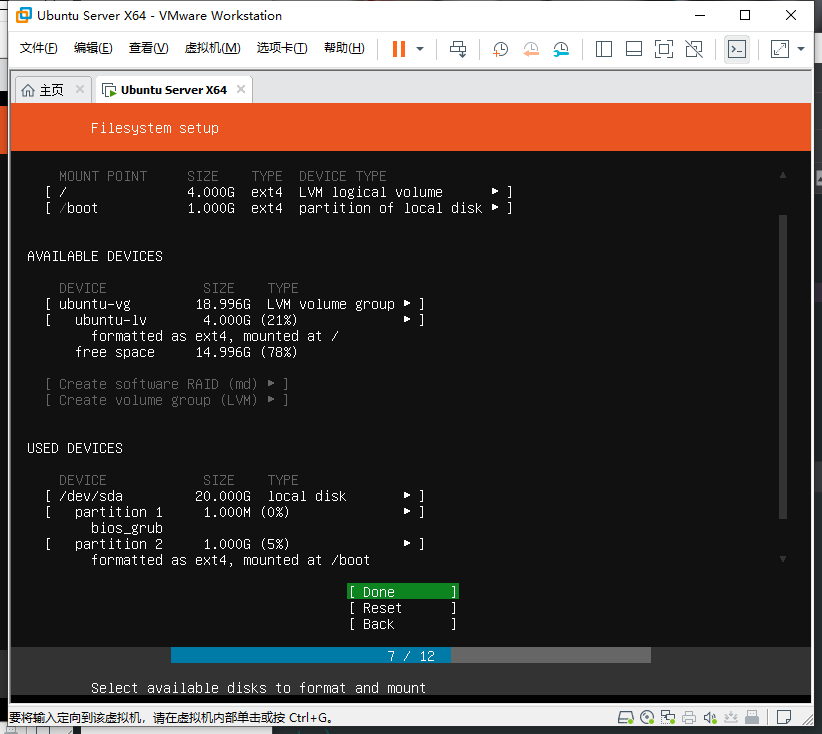 Ubuntu Server X64 - VMware Workstation
文件(F) 编辑(E) 查看(V) 虚拟机(M) 选项卡(T) 帮助(H)
主页 Ubuntu Server X64
Filesystem setup
MOUNT POINT SIZE TYPE DEVICE TYPE
[ / 4.000G ext4 LVM logical volume ▸ ]
[ /boot 1.000G ext4 partition of local disk ▸ ]
AVAILABLE DEVICES
DEVICE SIZE TYPE
[ ubuntu-vg 18.996G LVM volume group ▸ ]
[ ubuntu-lv 4.000G (21%) ▸ ]
formatted as ext4, mounted at /
free space 14.996G (78%)
[ Create software RAID (md) ▸ ]
[ Create volume group (LVM) ▸ ]
USED DEVICES
DEVICE SIZE TYPE
[ /dev/sda 20.000G local disk ▸ ]
[ partition 1 1.000M (0%) ▸ ]
bios_grub
[ partition 2 1.000G (5%) ▸ ]
formatted as ext4, mounted at /boot
[ Done ]
[ Reset ]
[ Back ]
7 / 12
Select available disks to format and mount
要将输入定向到该虚拟机，请在虚拟机内部单击或按 Ctrl+G。